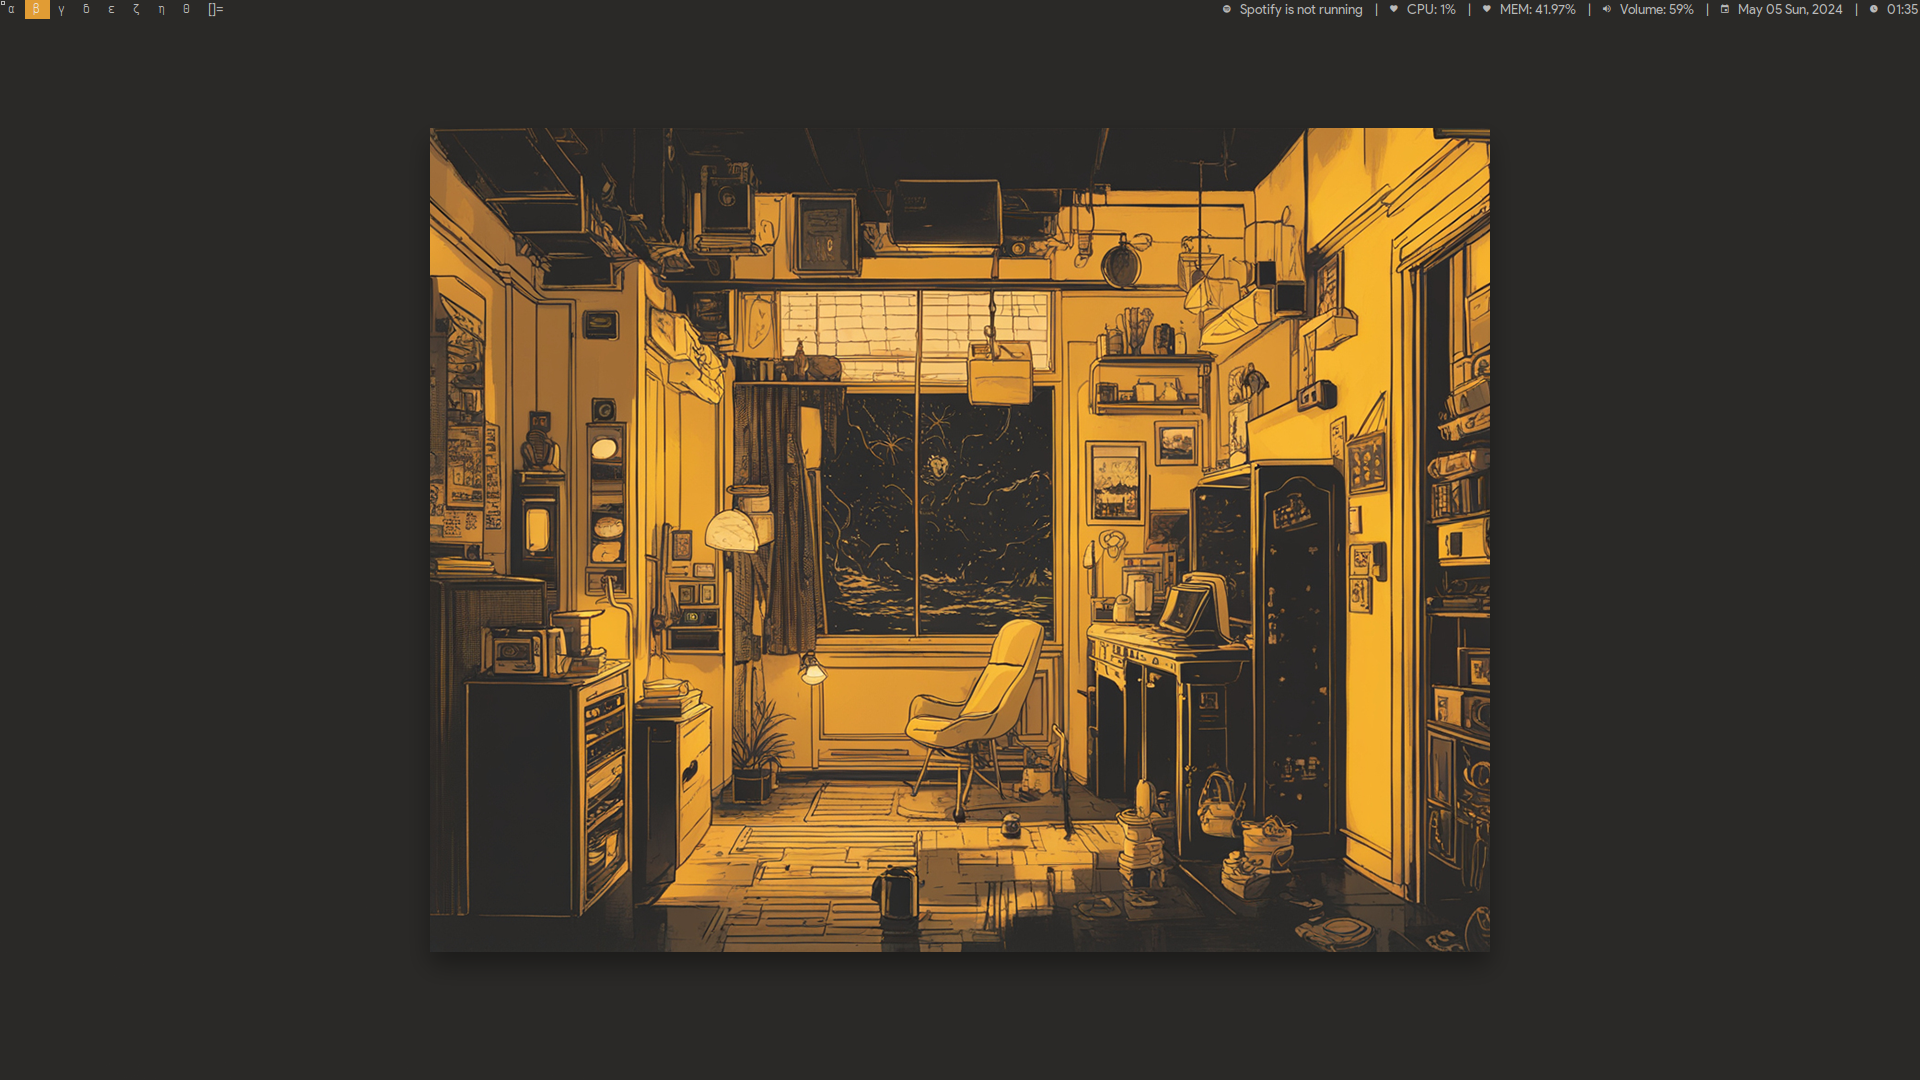 α β γ δ ε ζ η θ []= Spotify is not running | CPU: 1% | MEM: 41.97% | Volume: 59% | May 05 Sun, 2024 | 01:35